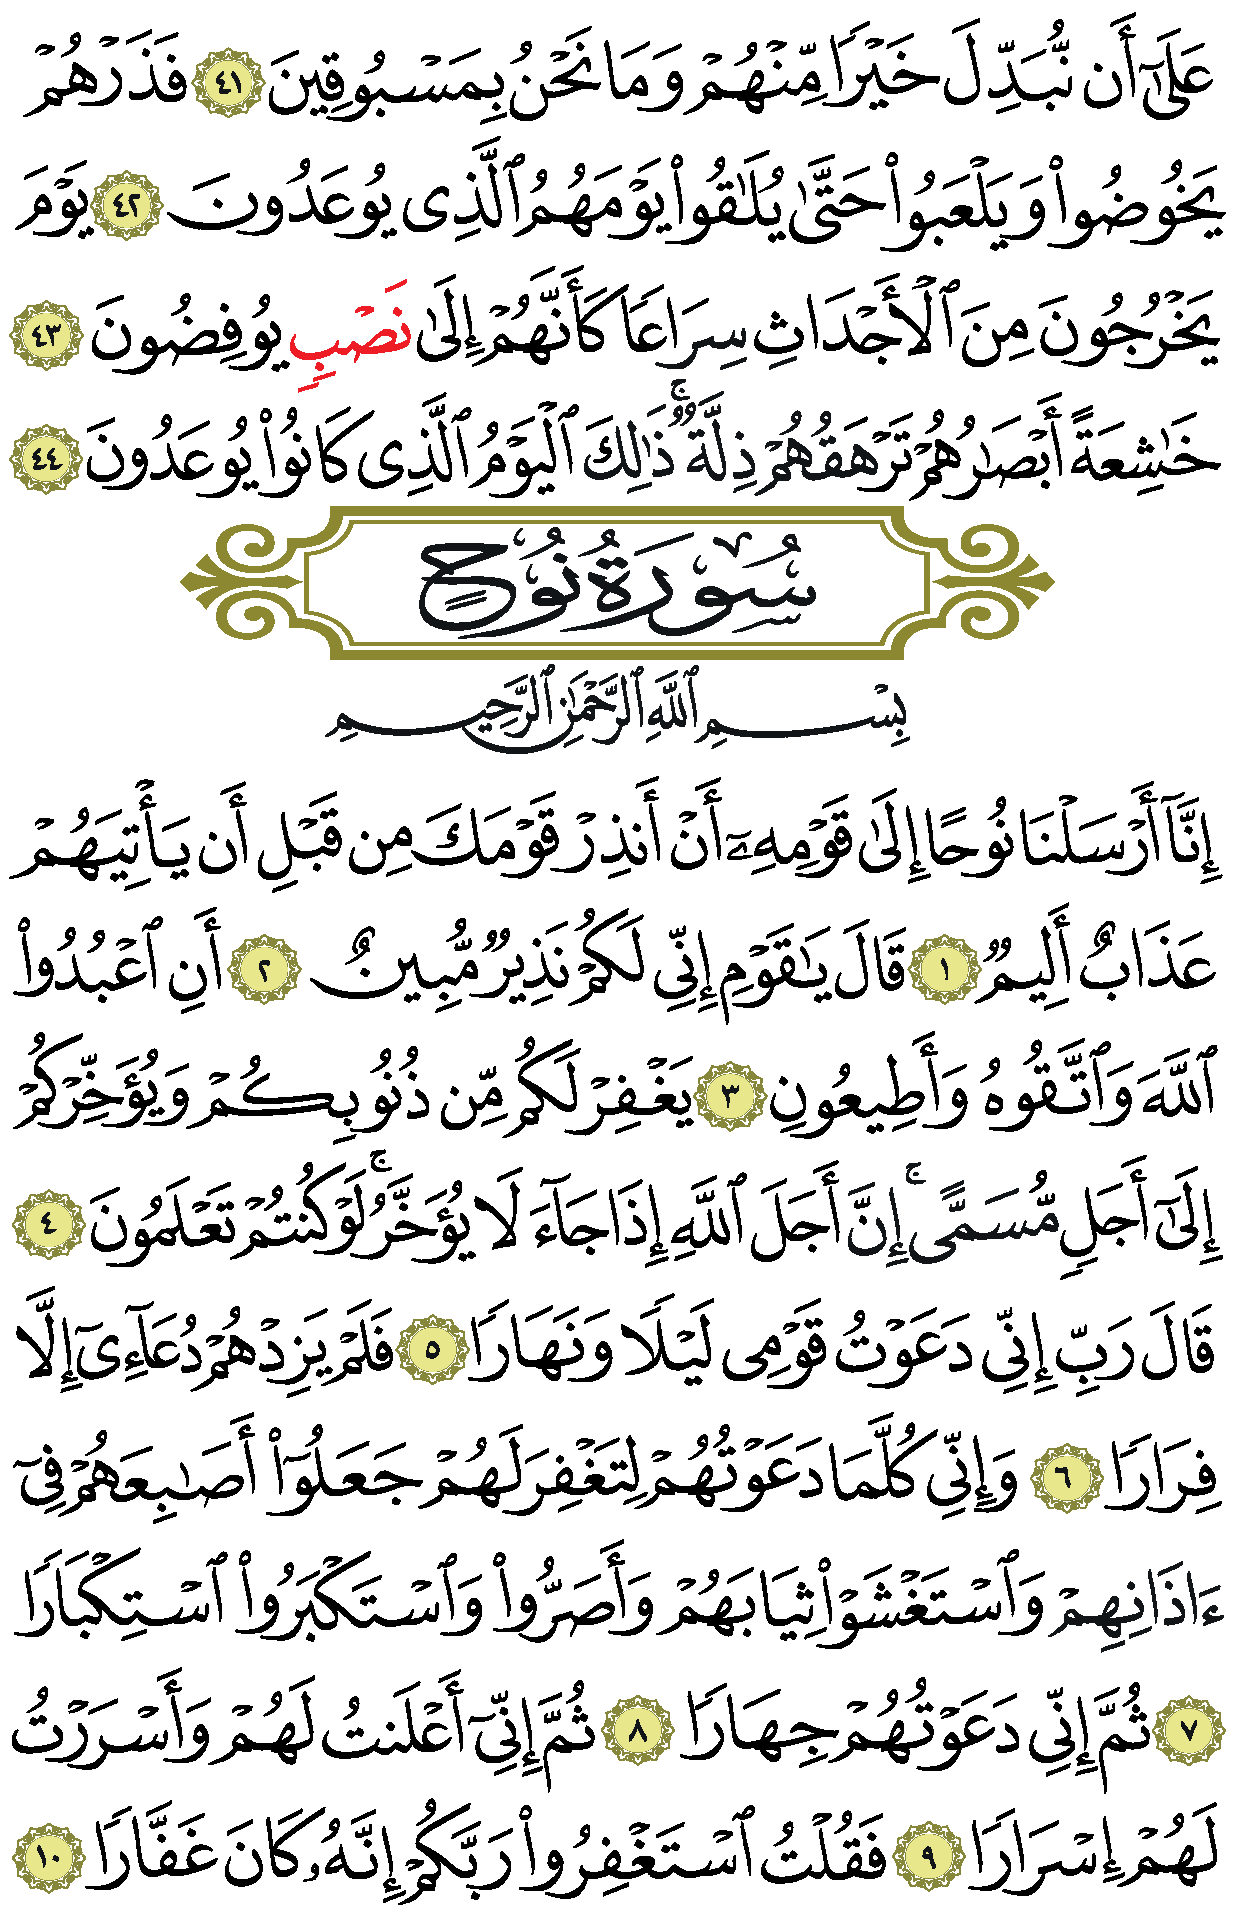 عَلَىٰٓ أَن نُّبَدِّلَ خَيْرًا مِّنْهُمْ وَمَا نَحْنُ بِمَسْبُوقِينَ ٤١ فَذَرْهُمْ
يَخُوضُوا۟ وَيَلْعَبُوا۟ حَتَّىٰ يُلَـٰقُوا۟ يَوْمَهُمُ ٱلَّذِى يُوعَدُونَ ٤٢ يَوْمَ
يَخْرُجُونَ مِنَ ٱلْأَجْدَاثِ سِرَاعًا كَأَنَّهُمْ إِلَىٰ نَصْبٍ يُوفِضُونَ ٤٣
خَـٰشِعَةً أَبْصَـٰرُهُمْ تَرْهَقُهُمْ ذِلَّةٌ ۚ ذَٰلِكَ ٱلْيَوْمُ ٱلَّذِى كَانُوا۟ يُوعَدُونَ ٤٤
سُورَةُ نُوحٍ
بِسْمِ ٱللَّهِ ٱلرَّحْمَـٰنِ ٱلرَّحِيمِ
إِنَّآ أَرْسَلْنَا نُوحًا إِلَىٰ قَوْمِهِۦٓ أَنْ أَنذِرْ قَوْمَكَ مِن قَبْلِ أَن يَأْتِيَهُمْ
عَذَابٌ أَلِيمٌ ١ قَالَ يَـٰقَوْمِ إِنِّى لَكُمْ نَذِيرٌ مُّبِينٌ ٢ أَنِ ٱعْبُدُوا۟
ٱللَّهَ وَٱتَّقُوهُ وَأَطِيعُونِ ٣ يَغْفِرْ لَكُم مِّن ذُنُوبِكُمْ وَيُؤَخِّرْكُمْ
إِلَىٰٓ أَجَلٍ مُّسَمًّى ۚ إِنَّ أَجَلَ ٱللَّهِ إِذَا جَآءَ لَا يُؤَخَّرُ ۚ لَوْ كُنتُمْ تَعْلَمُونَ ٤
قَالَ رَبِّ إِنِّى دَعَوْتُ قَوْمِى لَيْلًا وَنَهَارًا ٥ فَلَمْ يَزِدْهُمْ دُعَآءِىٓ إِلَّا
فِرَارًا ٦ وَإِنِّى كُلَّمَا دَعَوْتُهُمْ لِتَغْفِرَ لَهُمْ جَعَلُوٓا۟ أَصَـٰبِعَهُمْ فِىٓ
ءَاذَانِهِمْ وَٱسْتَغْشَوْا۟ ثِيَابَهُمْ وَأَصَرُّوا۟ وَٱسْتَكْبَرُوا۟ ٱسْتِكْبَارًا
٧ ثُمَّ إِنِّى دَعَوْتُهُمْ جِهَارًا ٨ ثُمَّ إِنِّىٓ أَعْلَنتُ لَهُمْ وَأَسْرَرْتُ
لَهُمْ إِسْرَارًا ٩ فَقُلْتُ ٱسْتَغْفِرُوا۟ رَبَّكُمْ إِنَّهُۥ كَانَ غَفَّارًا ١٠